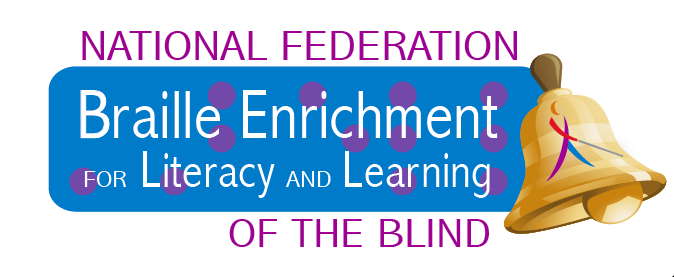 NATIONAL FEDERATION
Braille Enrichment
FOR Literacy AND Learning
OF THE BLIND